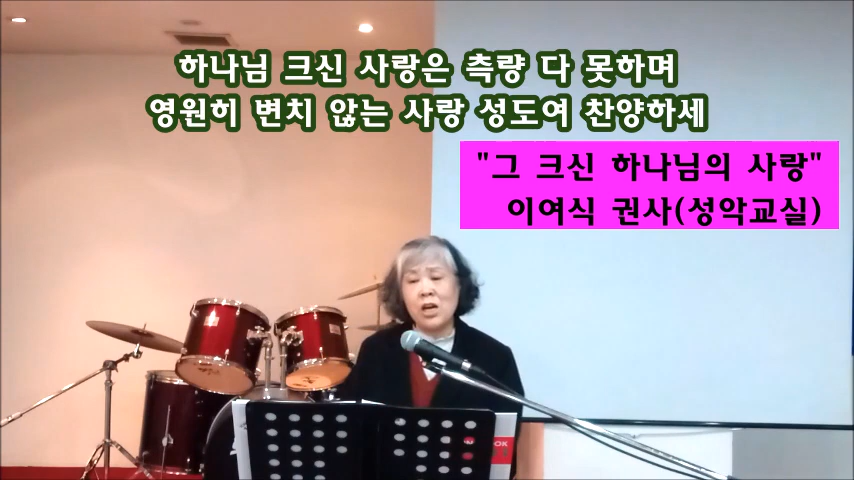 하나님 크신 사랑은 측량 다 못하며
영원히 변치 않는 사랑 성도여 찬양하세
"그 크신 하나님의 사랑"
이여식 권사(성악교실)
OK